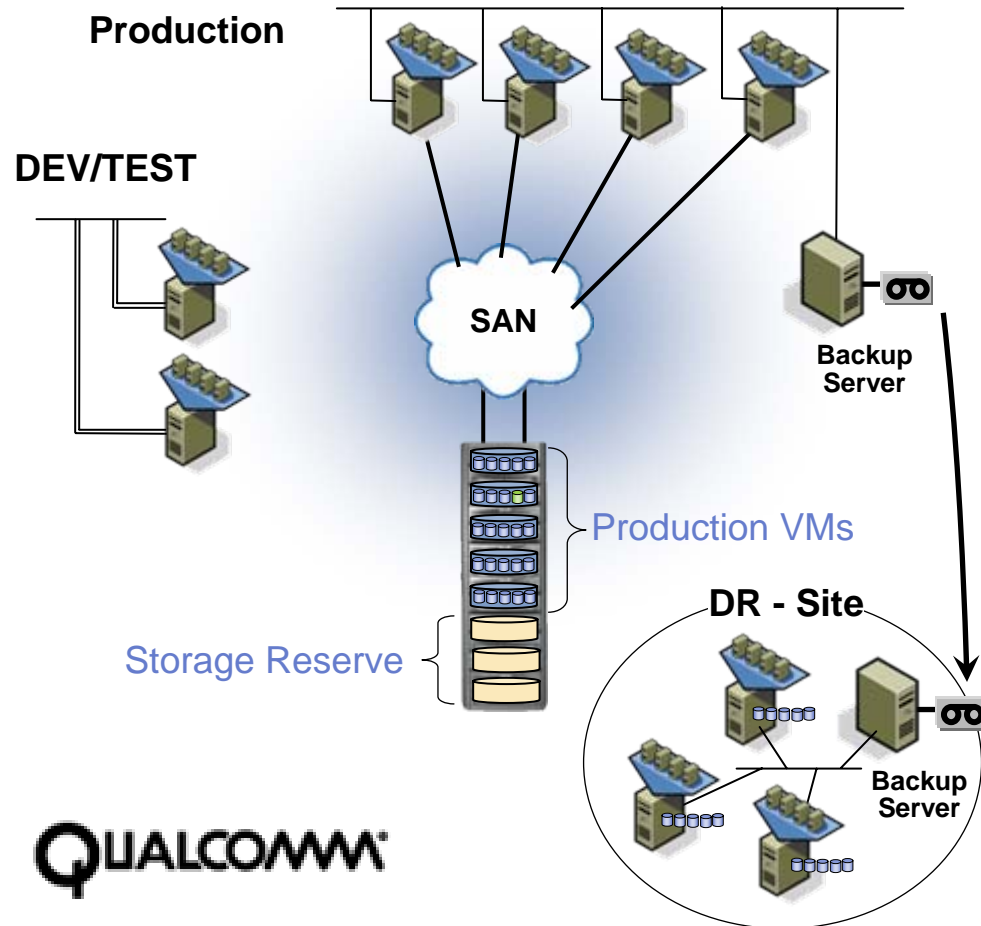 Production
DEV/TEST
SAN
Backup
Server
Production VMs
DR - Site
Storage Reserve
Backup
Server
QUALCOMM®